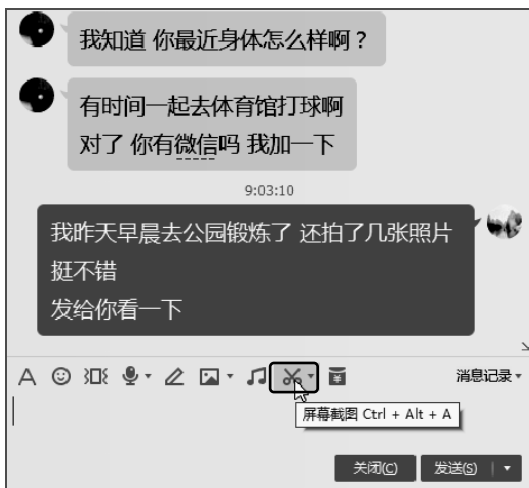 我知道 你最近身体怎么样啊？
有时间一起去体育馆打球啊
对了 你有微信吗 我加一下
9:03:10
我昨天早晨去公园锻炼了 还拍了几张照片
挺不错
发给你看一下
消息记录
屏幕截图 Ctrl + Alt + A
关闭(C) 发送(S)